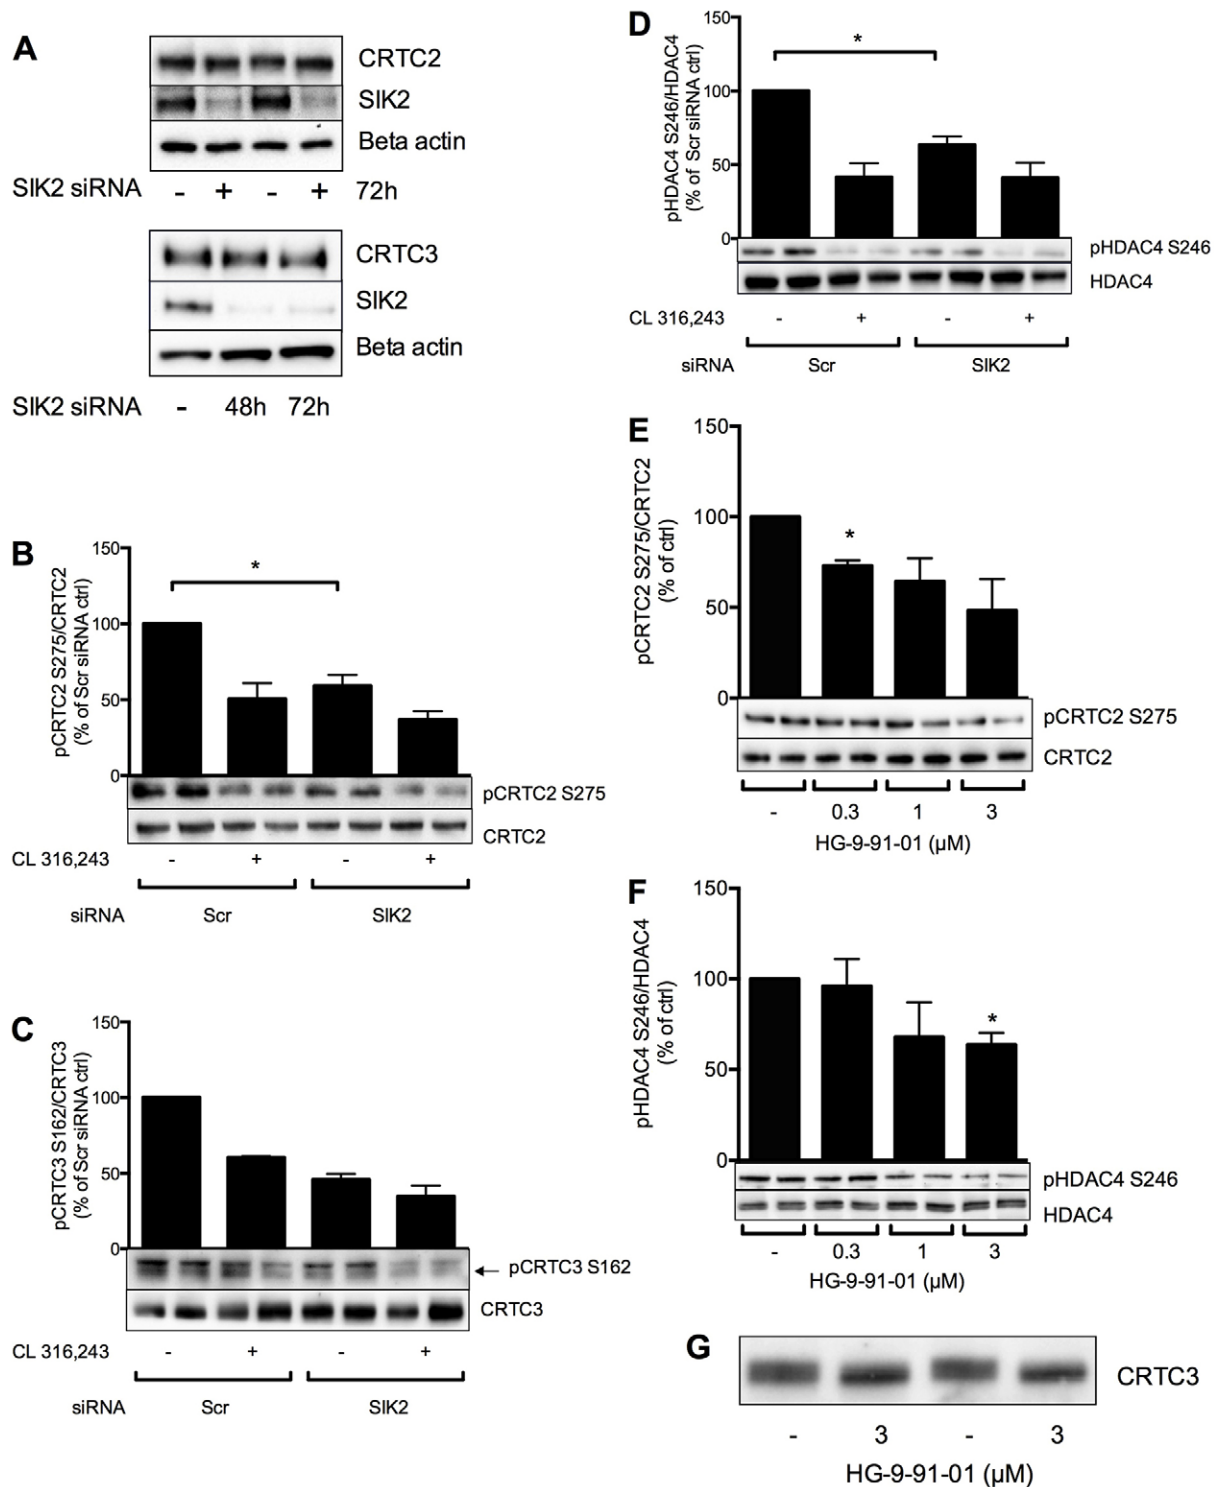 A
CRTC2
SIK2
Beta actin
SIK2 siRNA - + - + 72h
CRTC3
SIK2
Beta actin
SIK2 siRNA - 48h 72h
B
pCRTC2 S275/CRTC2
(% of Scr siRNA ctrl)
150
100
50
0
*
pCRTC2 S275
CRTC2
CL 316,243 - + - +
siRNA Scr SIK2
C
pCRTC3 S162/CRTC3
(% of Scr siRNA ctrl)
150
100
50
0
pCRTC3 S162
CRTC3
CL 316,243 - + - +
siRNA Scr SIK2
D
pHDAC4 S246/HDAC4
(% of Scr siRNA ctrl)
150
100
50
0
*
pHDAC4 S246
HDAC4
CL 316,243 - + - +
siRNA Scr SIK2
E
pCRTC2 S275/CRTC2
(% of ctrl)
150
100
50
0
*
pCRTC2 S275
CRTC2
- 0.3 1 3
HG-9-91-01 (μM)
F
pHDAC4 S246/HDAC4
(% of ctrl)
150
100
50
0
*
pHDAC4 S246
HDAC4
- 0.3 1 3
HG-9-91-01 (μM)
G
CRTC3
- 3 - 3
HG-9-91-01 (μM)